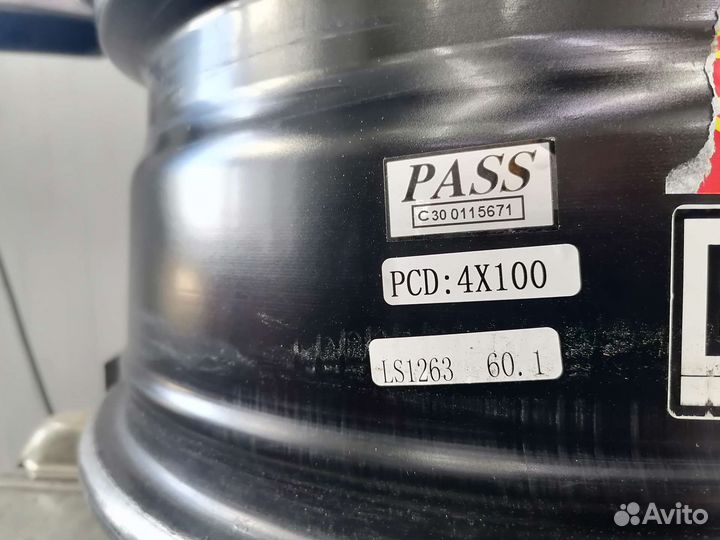 PASS
C30 0115671
PCD:4X100
LS1263 60.1
Avito